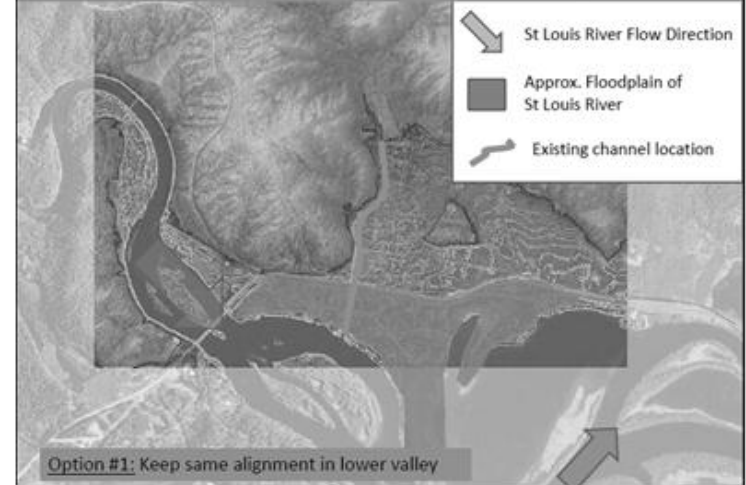 St Louis River Flow Direction
Approx. Floodplain of
St Louis River
Existing channel location
Option #1: Keep same alignment in lower valley